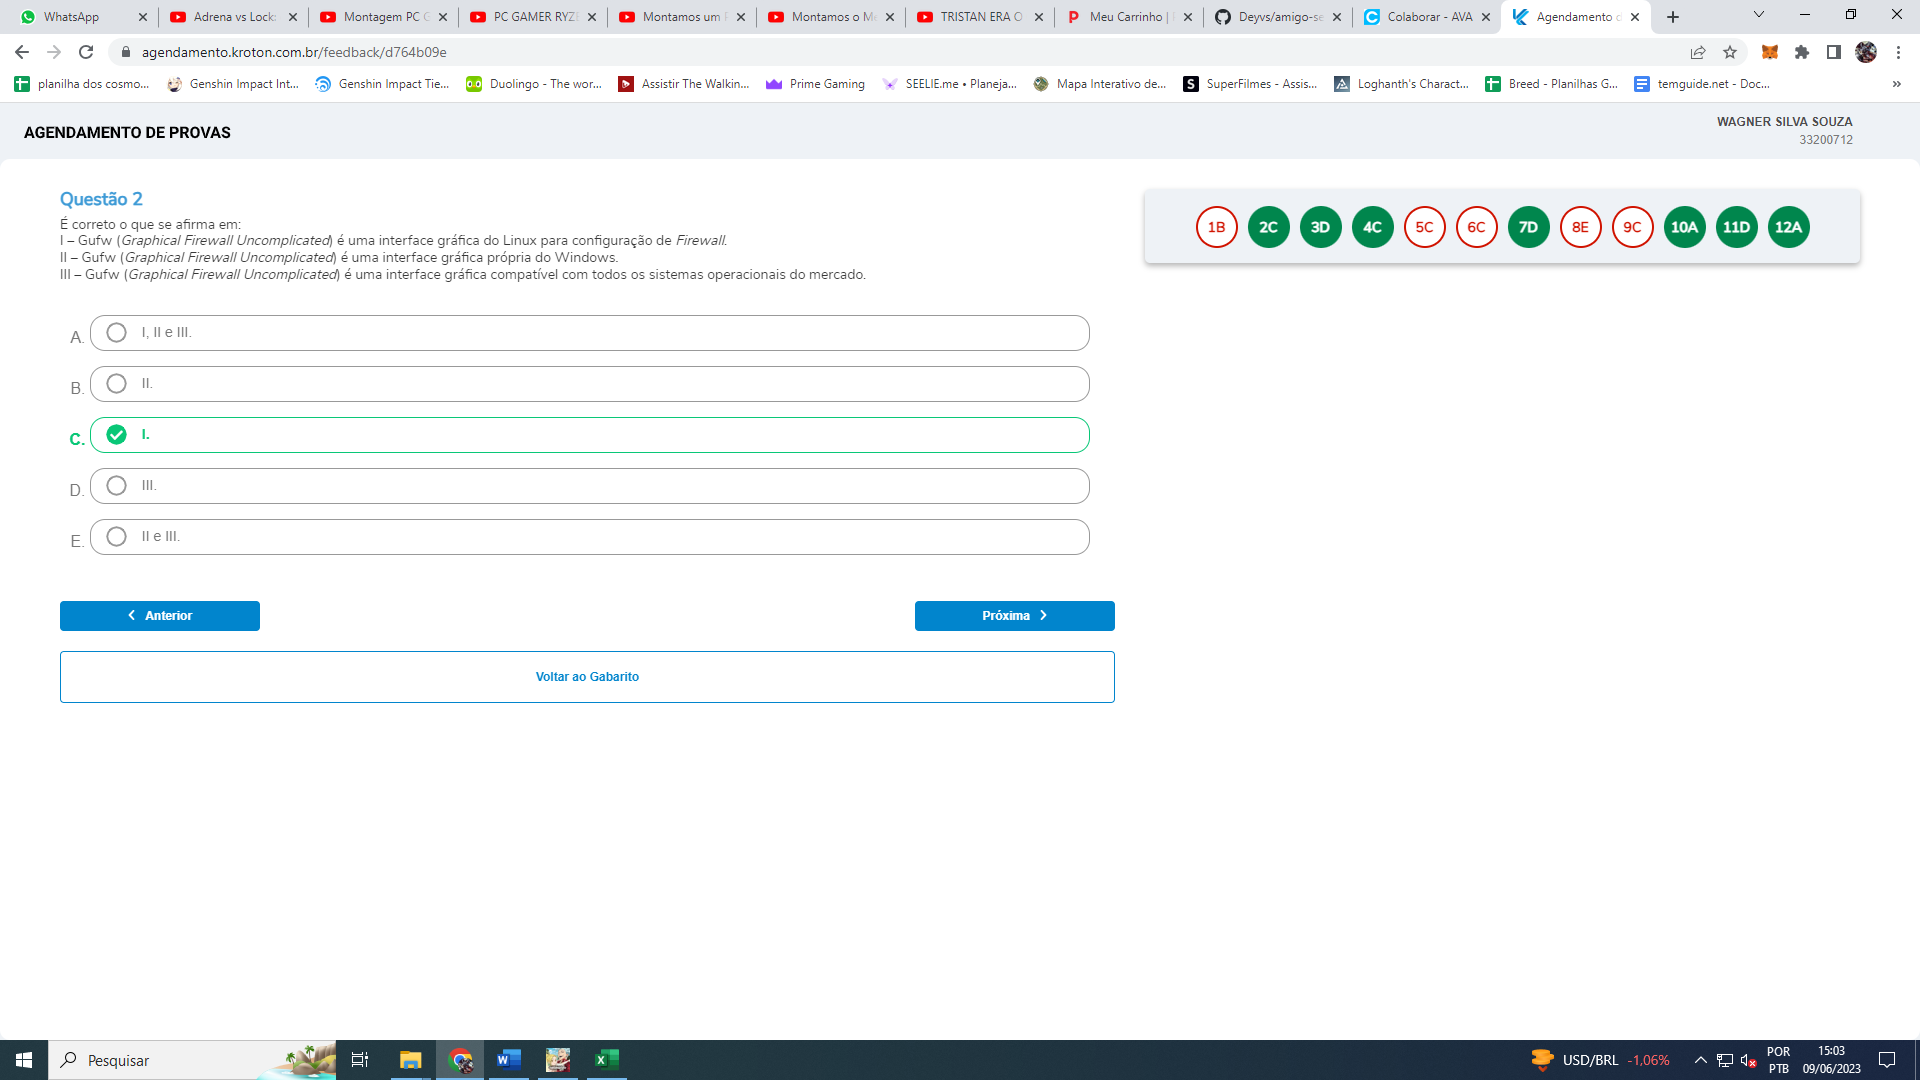 WhatsApp
Adrena vs Lock
Montagem PC G
PC GAMER RYZE
Montamos um
Montamos o Me
TRISTAN ERA O
Meu Carrinho |
Deyvs/amigo-se
Colaborar - AVA
Agendamento d
agendamento.kroton.com.br/feedback/d764b09e
planilha dos cosmo...
Genshin Impact Int...
Genshin Impact Tie...
Duolingo - The wor...
Assistir The Walkin...
Prime Gaming
SEELIE.me • Planeja...
Mapa Interativo de...
SuperFilmes - Assis...
Loghanth's Charact...
Breed - Planilhas G...
temguide.net - Doc...
»
AGENDAMENTO DE PROVAS
WAGNER SILVA SOUZA
33200712
Questão 2
É correto o que se afirma em:
I – Gufw (Graphical Firewall Uncomplicated) é uma interface gráfica do Linux para configuração de Firewall.
II – Gufw (Graphical Firewall Uncomplicated) é uma interface gráfica própria do Windows.
III – Gufw (Graphical Firewall Uncomplicated) é uma interface gráfica compatível com todos os sistemas operacionais do mercado.
1B 2C 3D 4C 5C 6C 7D 8E 9C 10A 11D 12A
A. I, II e III.
B. II.
C. I.
D. III.
E. II e III.
Anterior
Próxima
Voltar ao Gabarito
Pesquisar
USD/BRL -1,06%
POR
PTB
15:03
09/06/2023